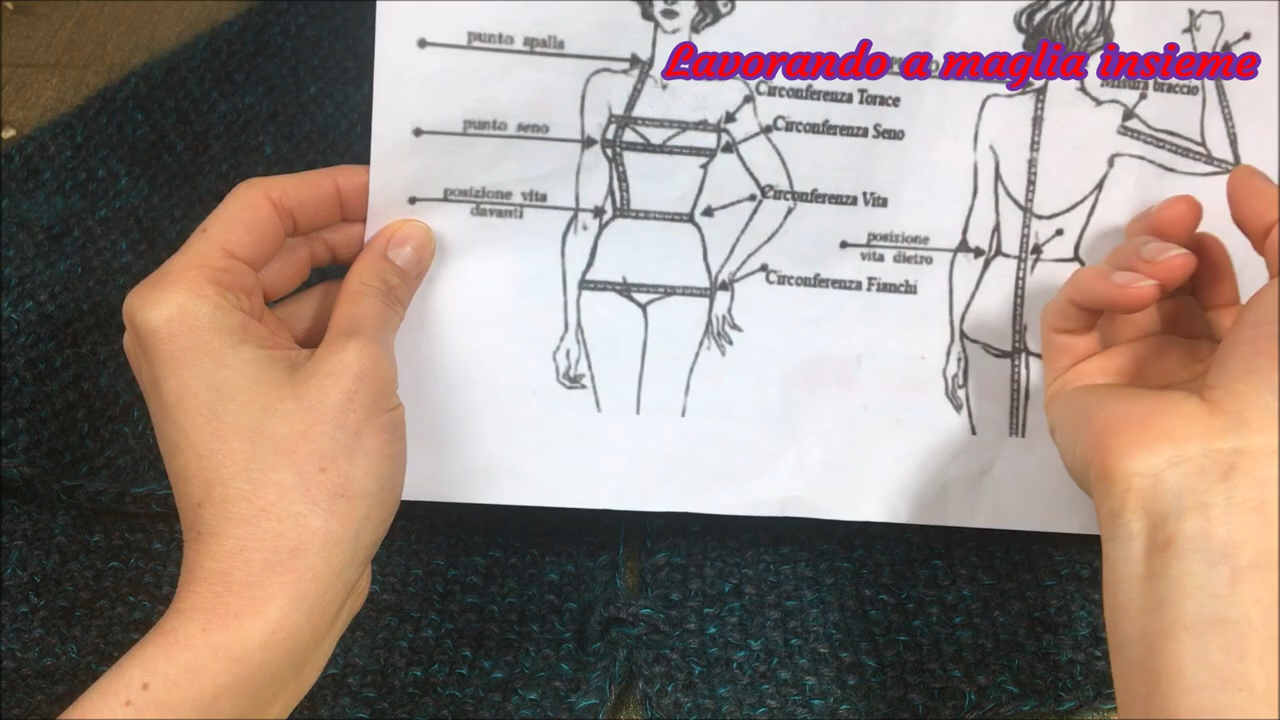 Lavorando a maglia insieme
punto spalla
Circonferenza Torace
punto seno
Circonferenza Seno
posizione vita
davanti
Circonferenza Vita
Circonferenza Fianchi
Misura braccio
posizione
vita dietro